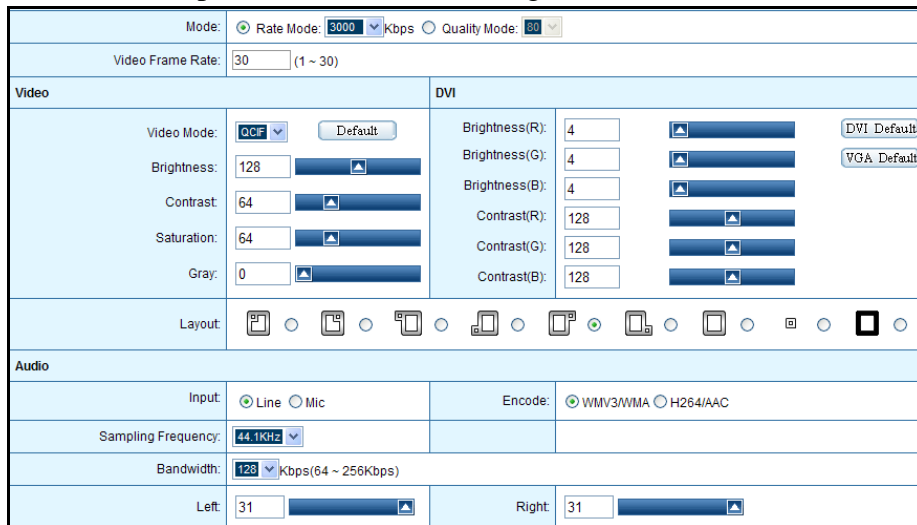 Mode: Rate Mode: 3000 Kbps Quality Mode: 80
Video Frame Rate: 30 (1 ~ 30)
Video DVI
Video Mode: QCIF Default Brightness(R): 4 DVI Default
Brightness: 128 Brightness(G): 4 VGA Default
Contrast: 64 Brightness(B): 4
Saturation: 64 Contrast(R): 128
Gray: 0 Contrast(G): 128
Contrast(B): 128
Layout:
Audio
Input: Line Mic Encode: WMV3/WMA H264/AAC
Sampling Frequency: 44.1KHz
Bandwidth: 128 Kbps(64 ~ 256Kbps)
Left: 31 Right: 31